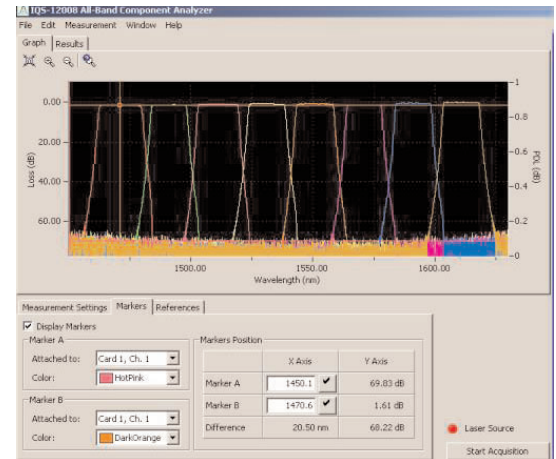 IQS-12008 All-Band Component Analyzer
File Edit Measurement Window Help
Graph Results
0.00
20.00
40.00
60.00
Loss (dB)
1
0.8
0.6
0.4
0.2
0
PDL (dB)
1500.00 1550.00 1600.00
Wavelength (nm)
Measurement Settings Markers References
Display Markers
Marker A
Attached to: Card 1, Ch. 1
Color: HotPink
Marker B
Attached to: Card 1, Ch. 1
Color: DarkOrange
Markers Position
X Axis Y Axis
Marker A 1450.1 69.83 dB
Marker B 1470.6 1.61 dB
Difference 20.50 nm 68.22 dB
Laser Source
Start Acquisition